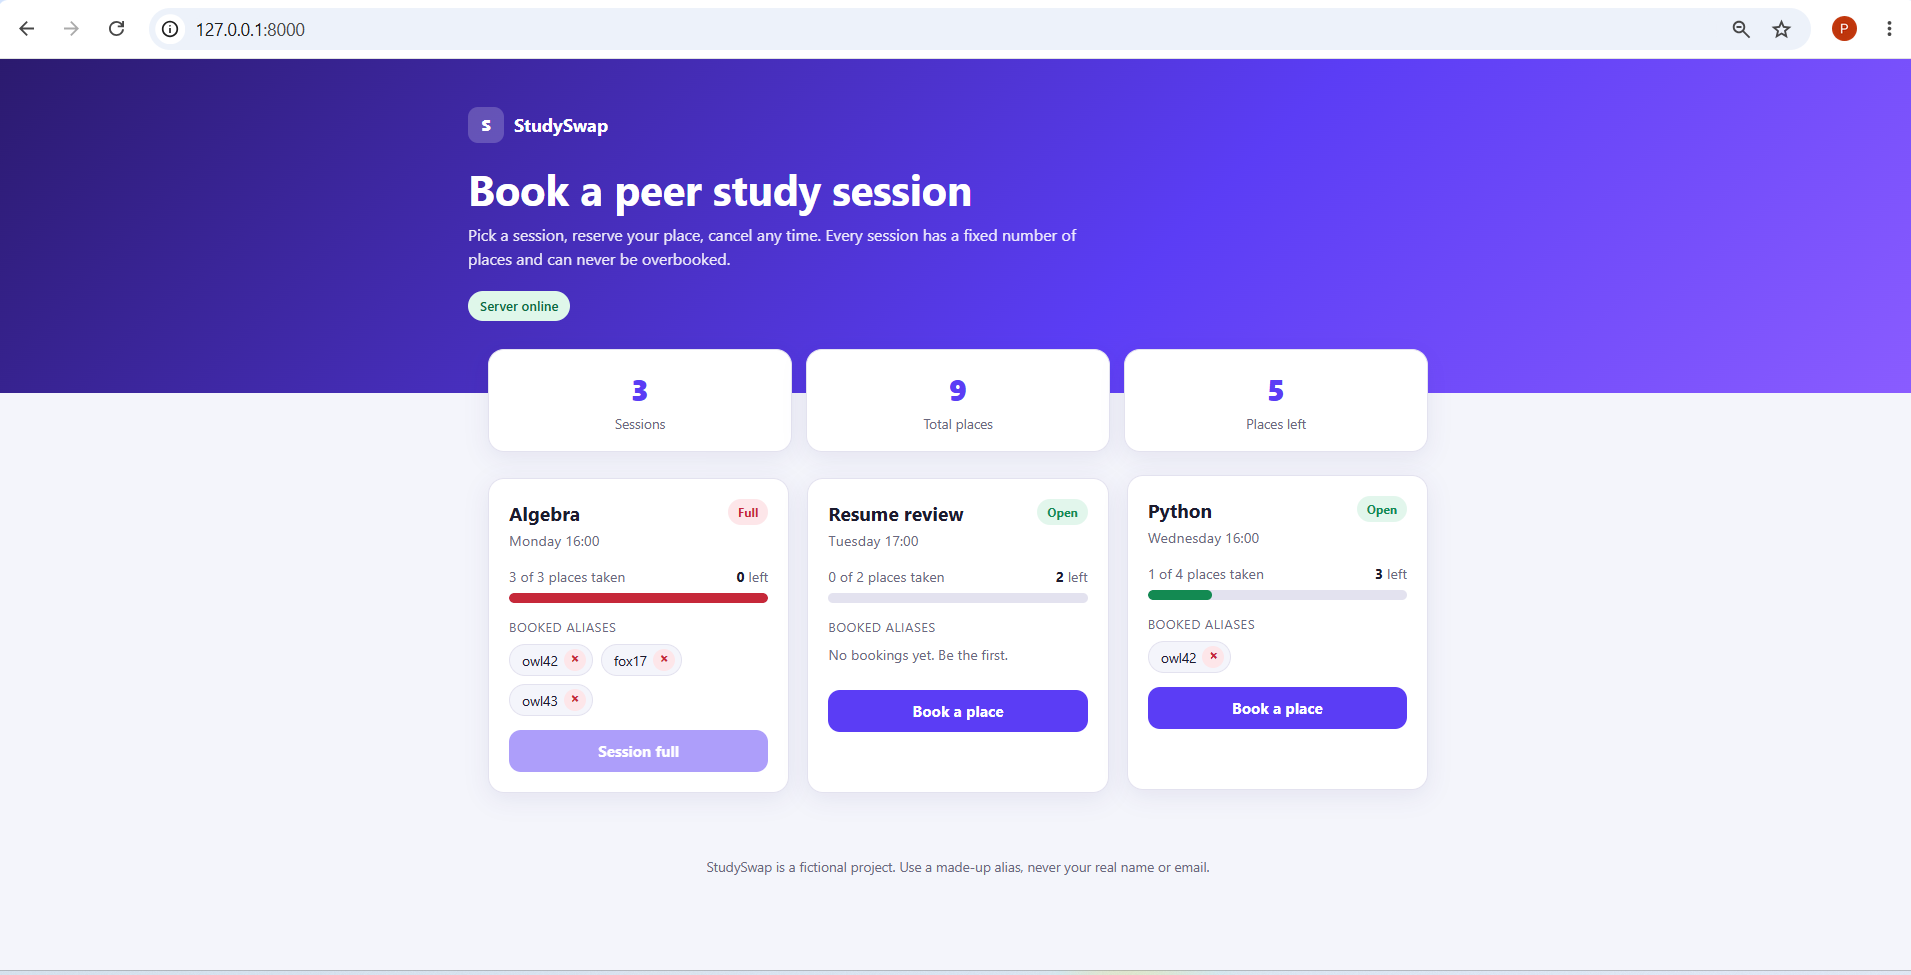 127.0.0.1:8000
P
S
StudySwap
Book a peer study session
Pick a session, reserve your place, cancel any time. Every session has a fixed number of
places and can never be overbooked.
Server online
3
Sessions
9
Total places
5
Places left
Algebra
Full
Monday 16:00
3 of 3 places taken
0 left
BOOKED ALIASES
owl42 ×
fox17 ×
owl43 ×
Session full
Resume review
Open
Tuesday 17:00
0 of 2 places taken
2 left
BOOKED ALIASES
No bookings yet. Be the first.
Book a place
Python
Open
Wednesday 16:00
1 of 4 places taken
3 left
BOOKED ALIASES
owl42 ×
Book a place
StudySwap is a fictional project. Use a made-up alias, never your real name or email.